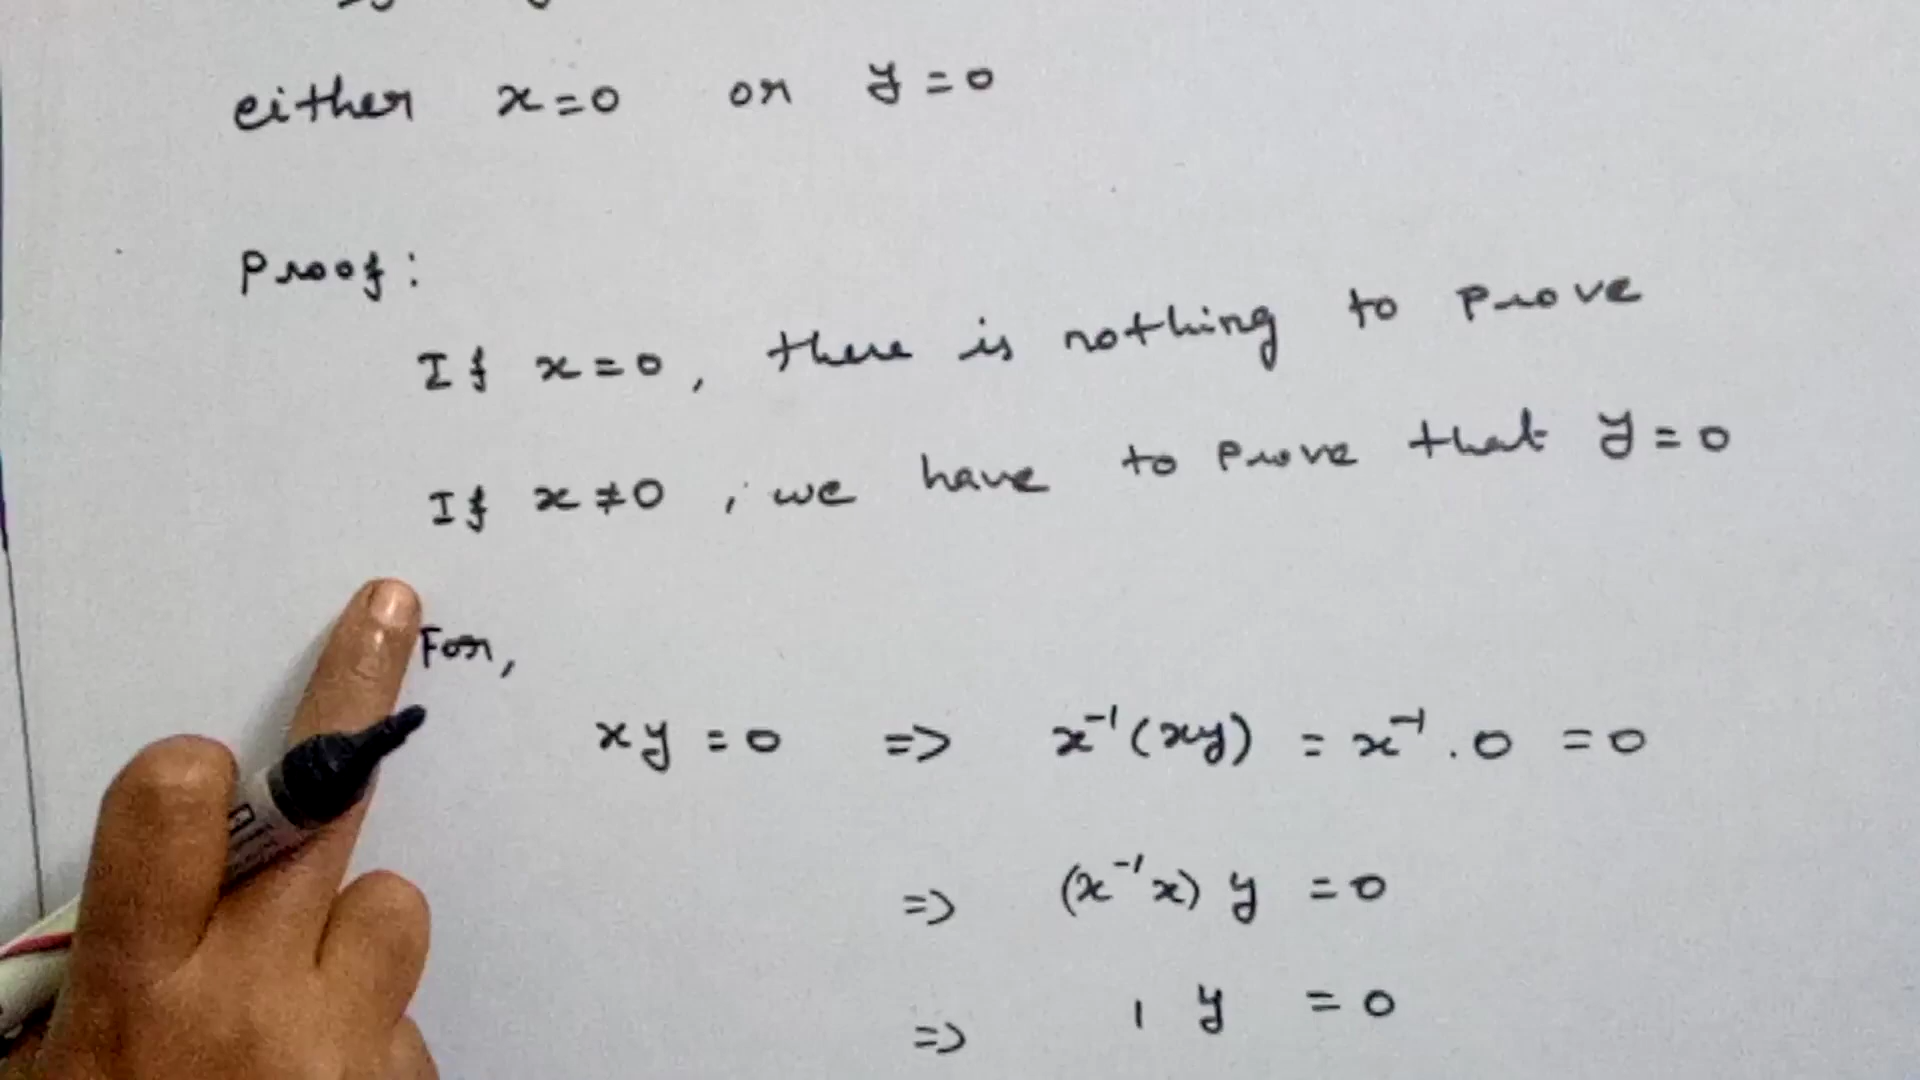 either x=0 or y=0
Proof:
If x=0, there is nothing to prove
If x≠0, we have to prove that y=0
For,
xy=0 => x⁻¹(xy) = x⁻¹.0 =0
=> (x⁻¹x) y =0
=> 1 y =0